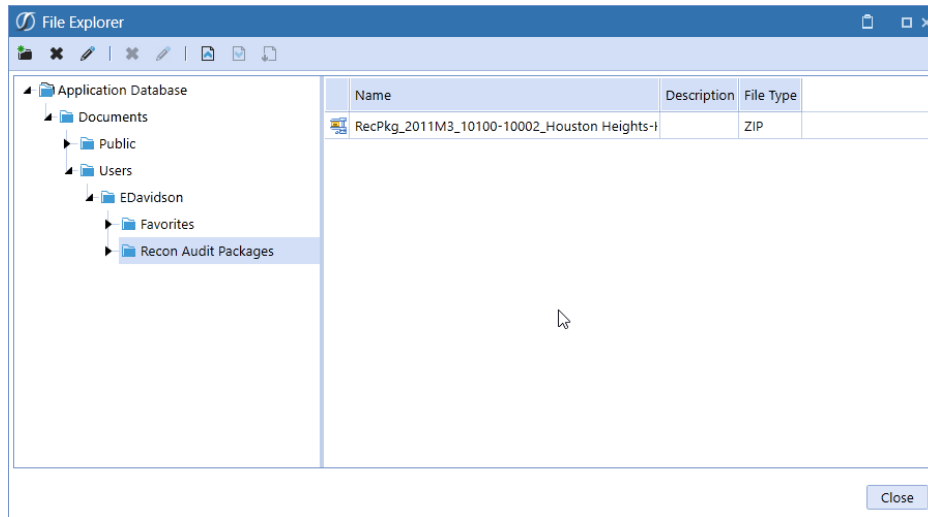 File Explorer
Application Database
Documents
Public
Users
EDavidson
Favorites
Recon Audit Packages
Name Description File Type
RecPkg_2011M3_10100-10002_Houston Heights- ZIP
Close